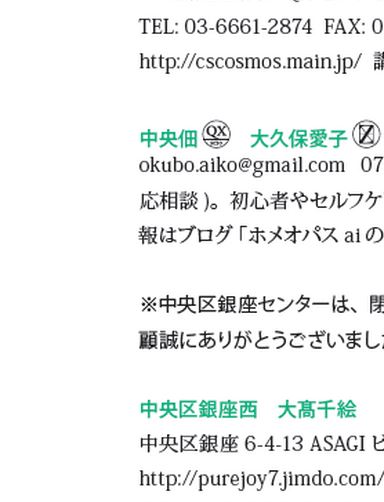 TEL: 03-6661-2874 FAX: 0
http://cscosmos.main.jp/
中央佃 QX 大久保愛子
okubo.aiko@gmail.com 07
応相談)。初心者やセルフケ
報はブログ「ホメオパス ai の
※中央区銀座センターは、閉
顧誠にありがとうございまし
中央区銀座西 大髙千絵
中央区銀座 6-4-13 ASAGI ビ
http://purejoy7.jimdo.com/